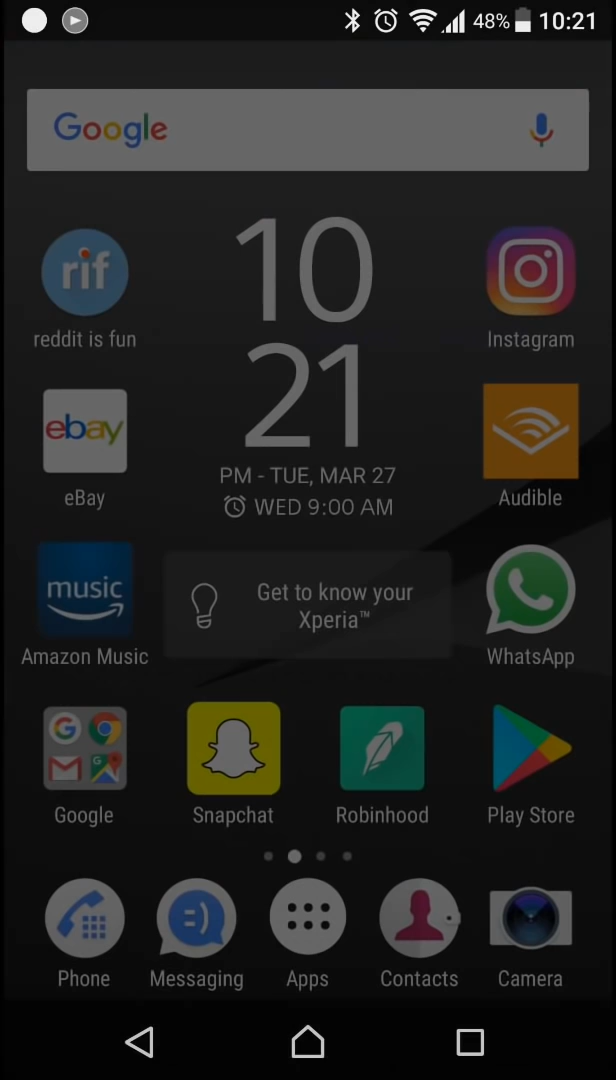 48% 10:21
Google
10
21
PM - TUE, MAR 27
WED 9:00 AM
rif
reddit is fun
Instagram
ebay
eBay
Audible
music
Amazon Music
Get to know your
Xperia™
WhatsApp
G
G
Google
Snapchat
Robinhood
Play Store
Phone
Messaging
Apps
Contacts
Camera